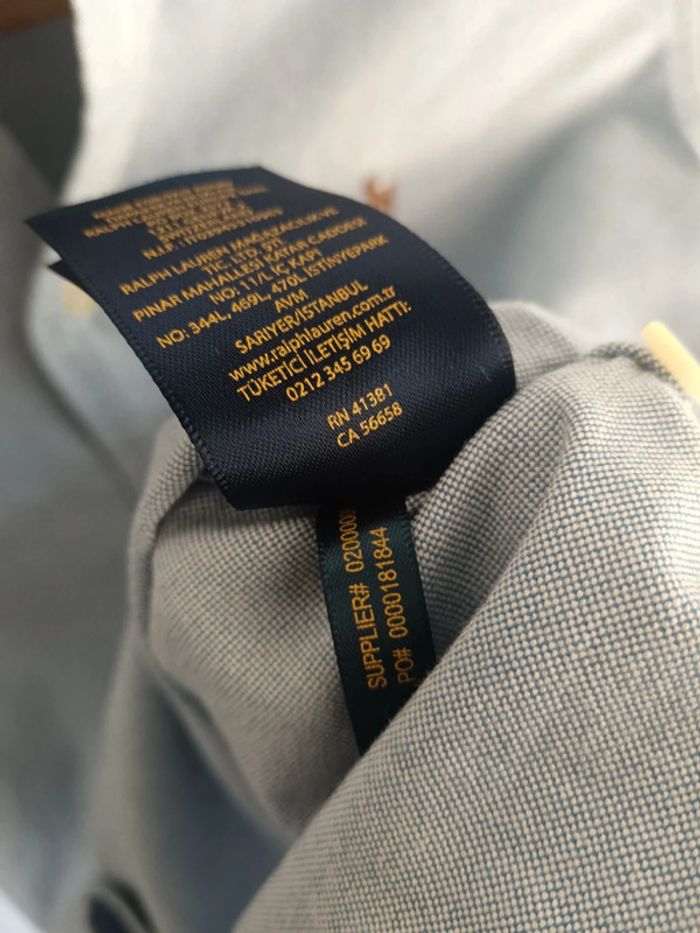 RALPH LAUREN MAĞAZACILIK VE
TİC. LTD. ŞTİ
PINAR MAHALLESİ KATAR CADDESİ
NO: 11/L İÇ KAPI
NO: 344L, 469L, 470L İSTİNYEPARK
AVM
SARIYER/İSTANBUL
www.ralphlauren.com.tr
TÜKETİCİ İLETİŞİM HATTI:
0212 345 69 69
RN 41381
CA 56658
SUPPLIER#
PO# 0000181844